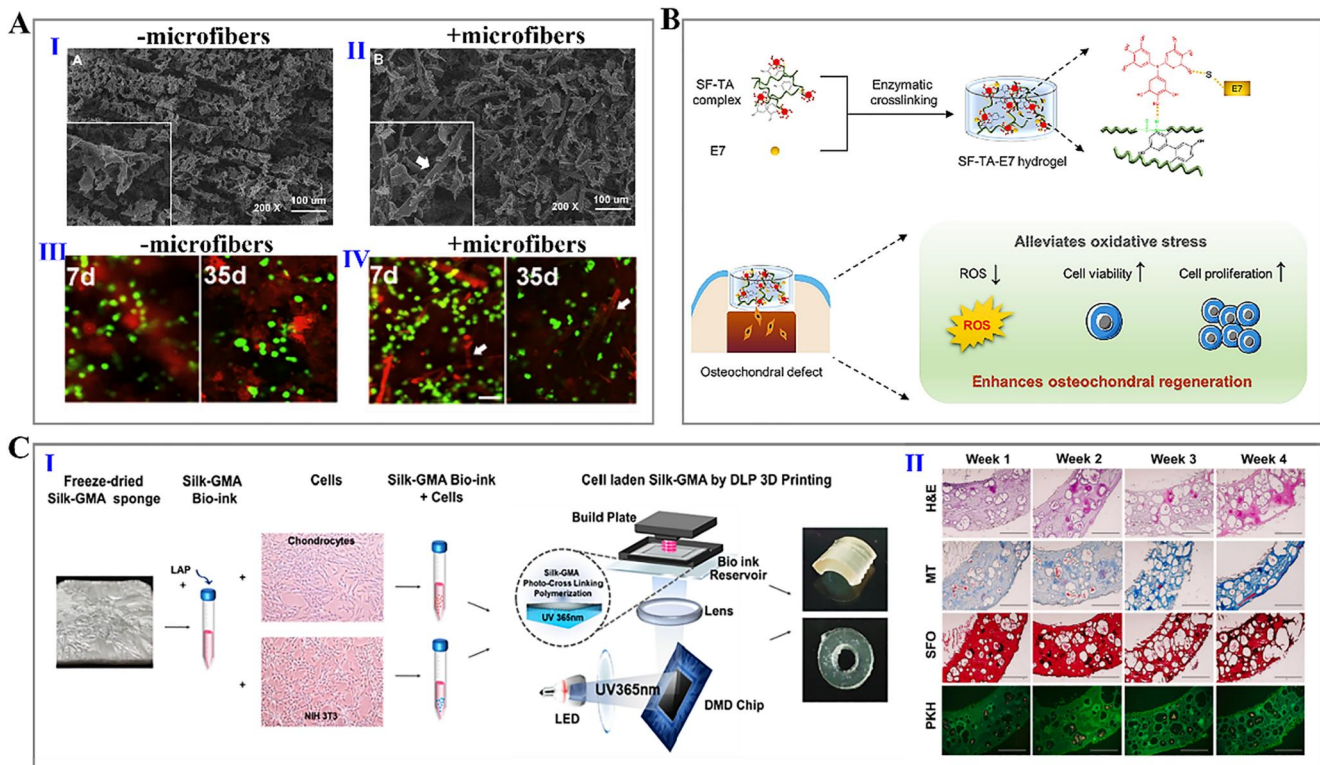 A
I
-microfibers
A
200 X
100 um
II
+microfibers
B
200 X
100 um
III
-microfibers
7d
35d
IV
+microfibers
7d
35d
B
SF-TA
complex
E7
Enzymatic
crosslinking
SF-TA-E7 hydrogel
S
E7
Osteochondral defect
Alleviates oxidative stress
ROS ↓
Cell viability ↑
Cell proliferation ↑
ROS
Enhances osteochondral regeneration
C
I
Freeze-dried
Silk-GMA sponge
Silk-GMA
Bio-ink
Cells
Silk-GMA Bio-ink
+ Cells
Cell laden Silk-GMA by DLP 3D Printing
LAP
+
+
+
Chondrocytes
NIH 3T3
Build Plate
Silk-GMA
Photo-Cross Linking
Polymerization
UV 365nm
Bio ink
Reservoir
Lens
UV365nm
LED
DMD Chip
II
Week 1
Week 2
Week 3
Week 4
H&E
MT
SFO
PKH